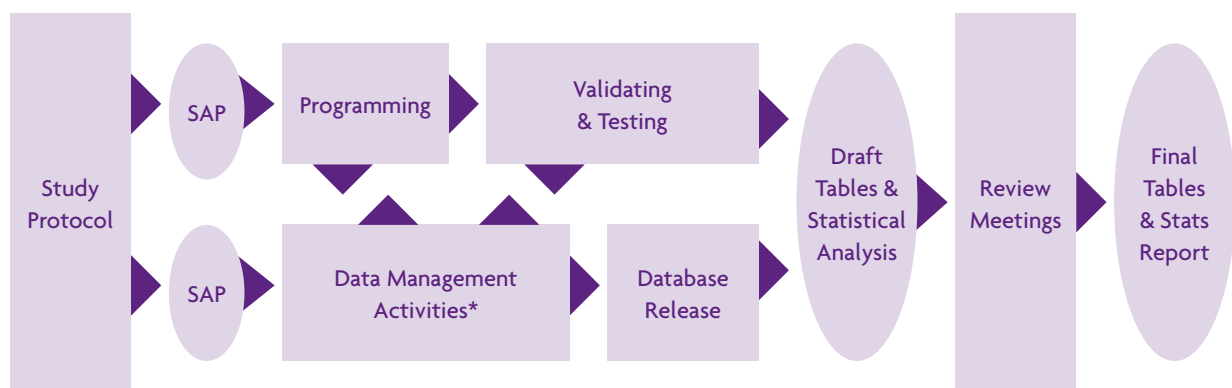 Study
Protocol
SAP
Programming
Validating
& Testing
SAP
Data Management
Activities*
Database
Release
Draft
Tables &
Statistical
Analysis
Review
Meetings
Final
Tables
& Stats
Report